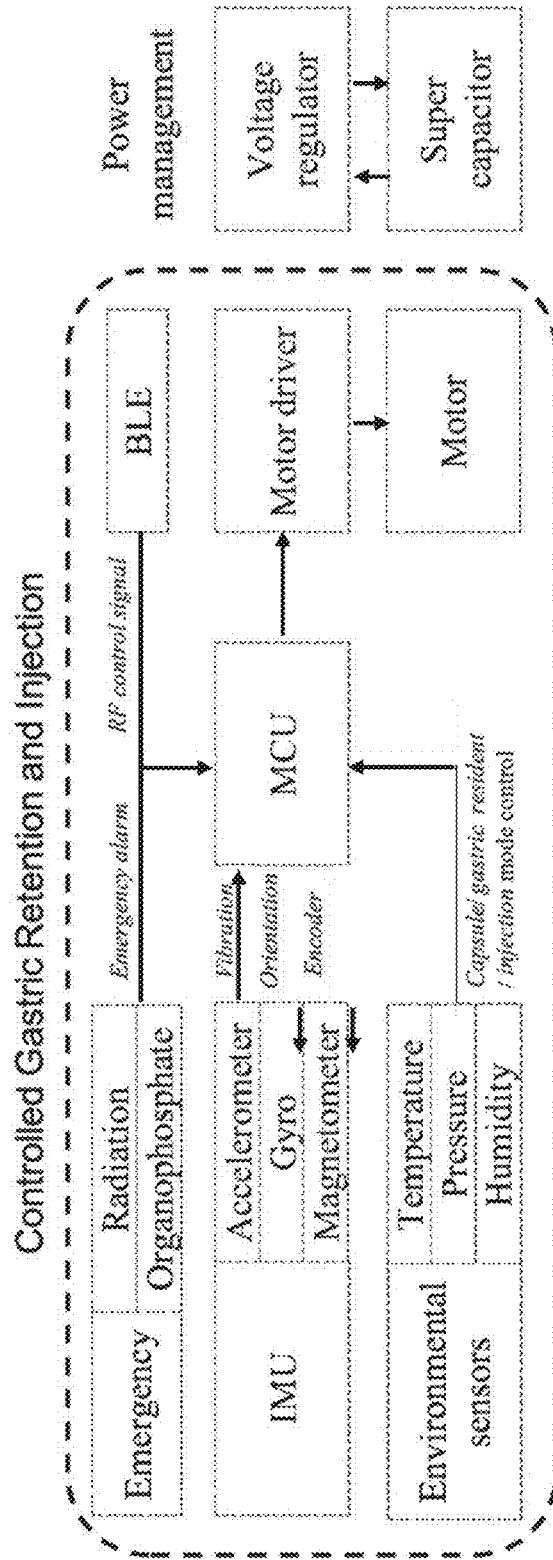 Controlled Gastric Retention and Injection
Emergency
Radiation
Organophosphate
Emergency alarm
RF control signal
BLE
IMU
Accelerometer
Gyro
Magnetometer
Vibration
Orientation
Encoder
MCU
Motor driver
Motor
Environmental
sensors
Temperature
Pressure
Humidity
Capsule/ gastric resident
/ injection mode control
Power
management
Voltage
regulator
Super
capacitor